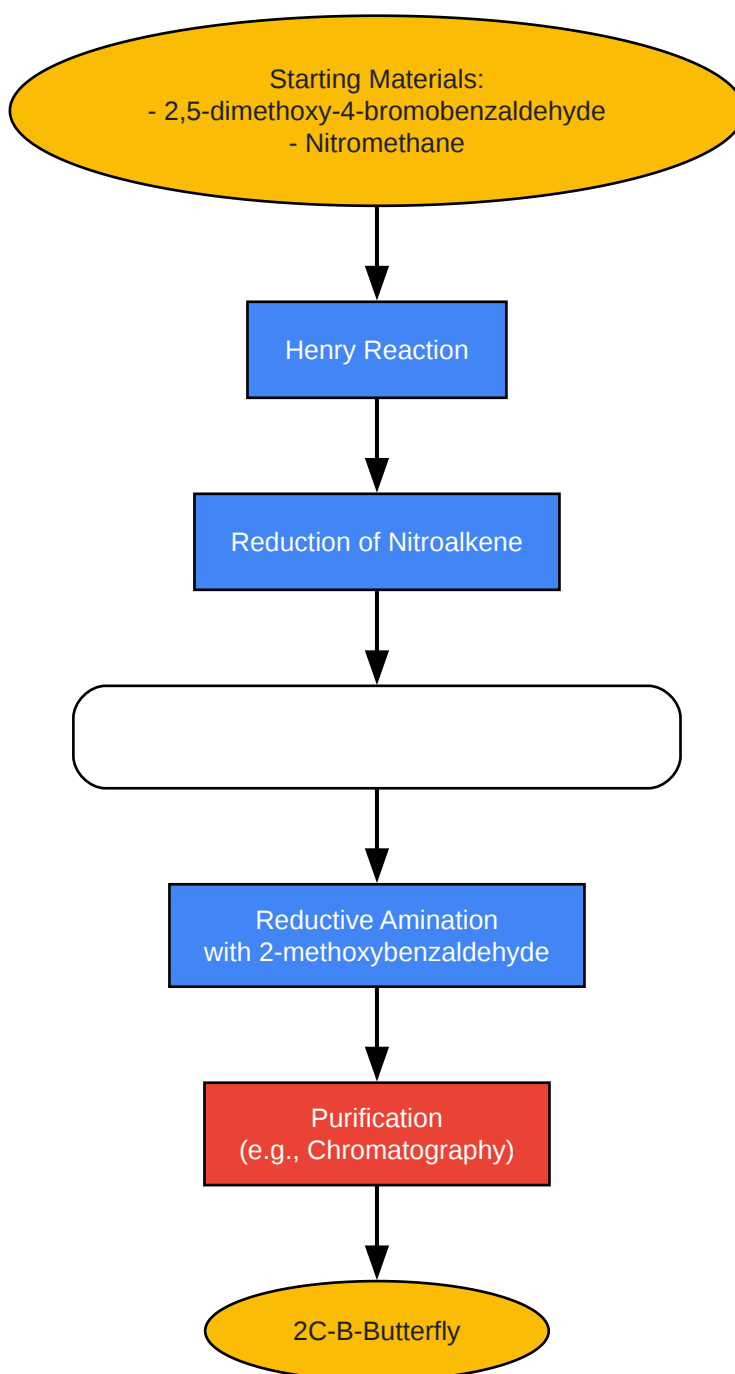 Starting Materials:
- 2,5-dimethoxy-4-bromobenzaldehyde
- Nitromethane
Henry Reaction
Reduction of Nitroalkene
Reductive Amination
with 2-methoxybenzaldehyde
Purification
(e.g., Chromatography)
2C-B-Butterfly